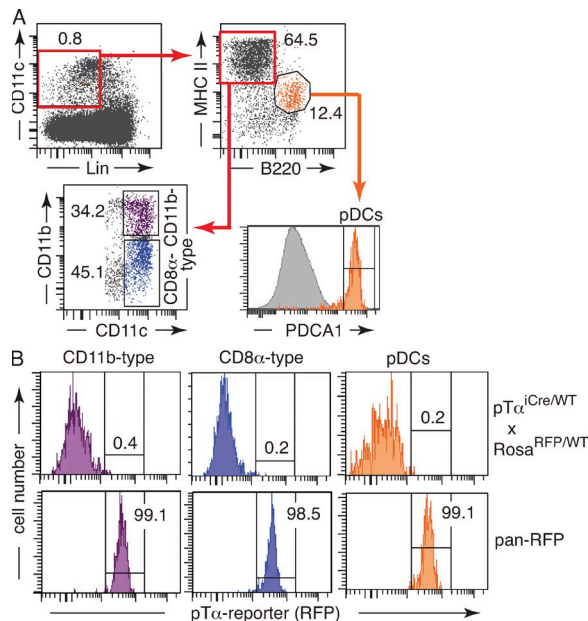 A
0.8
CD11c
Lin
64.5
MHC II
12.4
B220
34.2
45.1
CD11b
CD11c
CD8α- CD11b-
type
pDCs
PDCA1
B
CD11b-type
CD8α-type
pDCs
0.4
0.2
0.2
pTα iCre/WT
x
Rosa RFP/WT
cell number
99.1
98.5
99.1
pan-RFP
pTα-reporter (RFP)